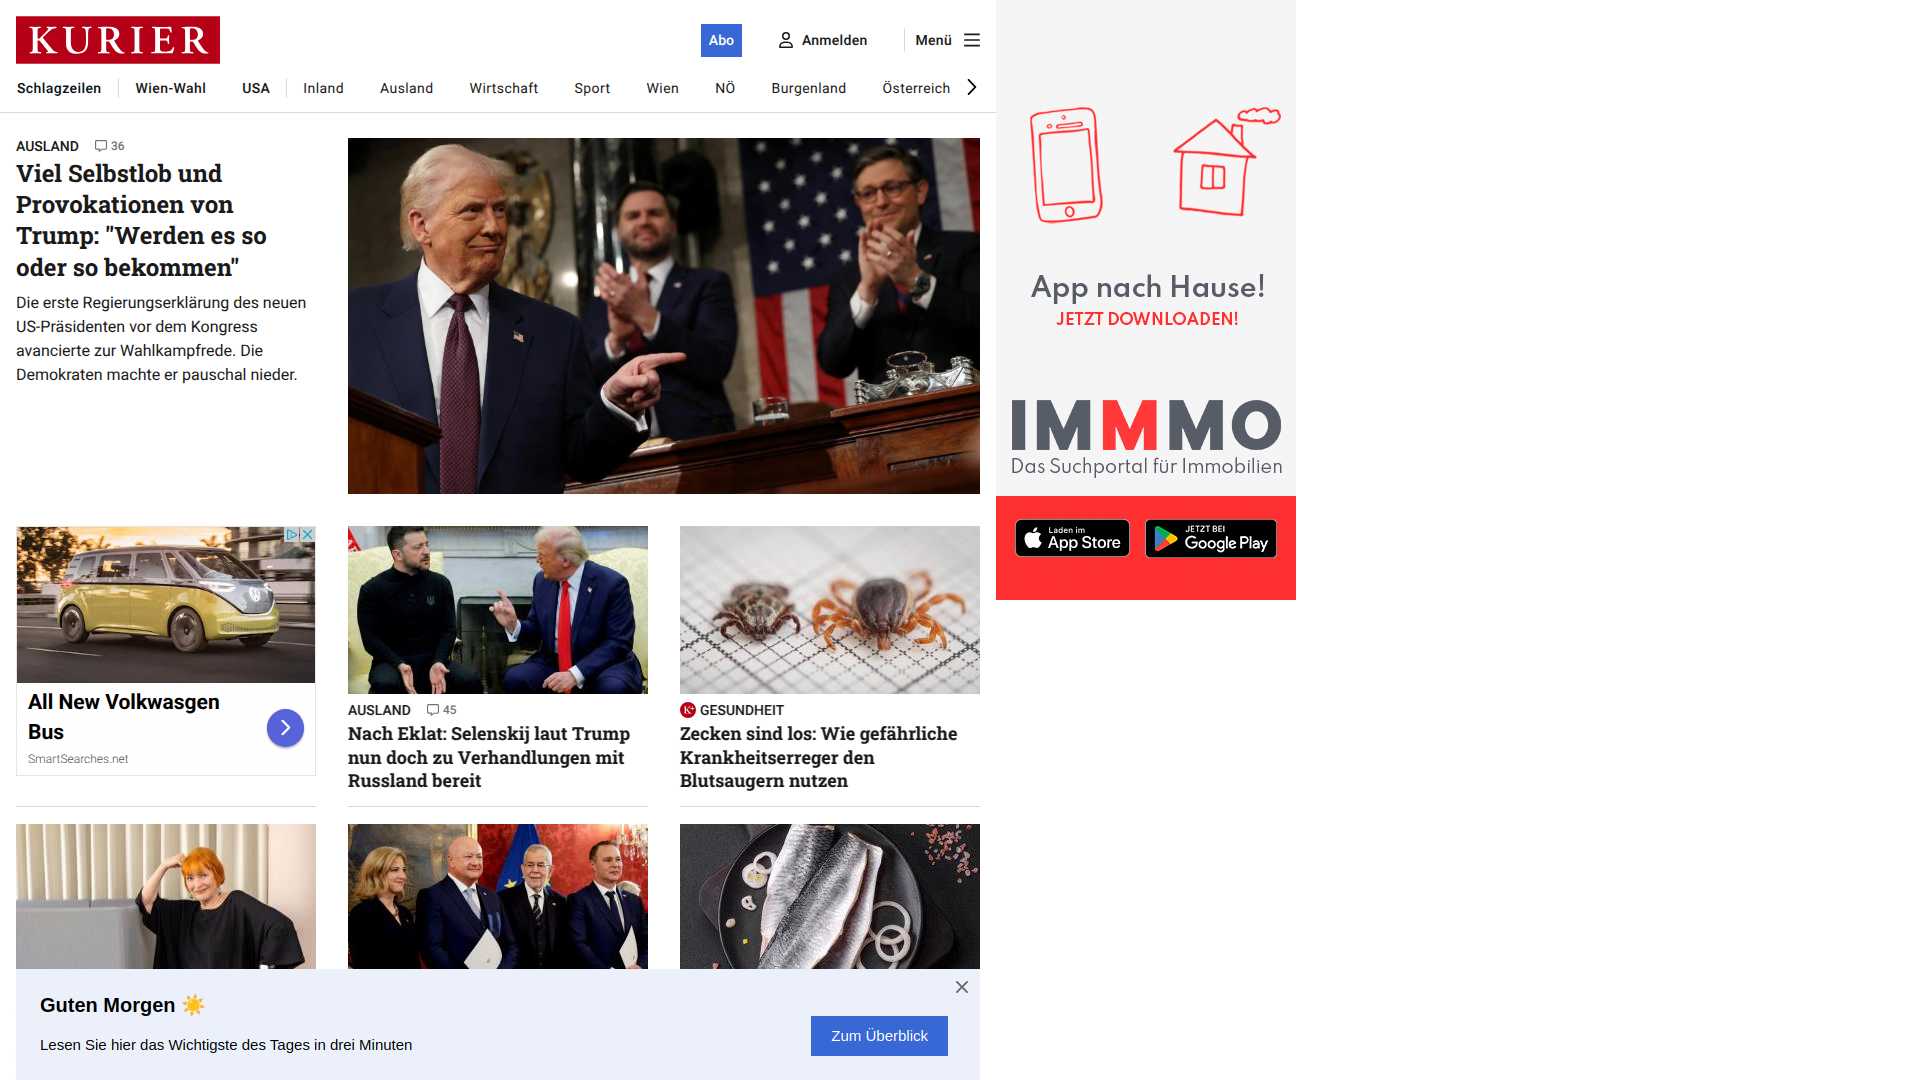 KURIER
Abo
Anmelden
Menü
Schlagzeilen
Wien-Wahl
USA
Inland
Ausland
Wirtschaft
Sport
Wien
NÖ
Burgenland
Österreich
AUSLAND 36
Viel Selbstlob und
Provokationen von
Trump: "Werden es so
oder so bekommen"
Die erste Regierungserklärung des neuen
US-Präsidenten vor dem Kongress
avancierte zur Wahlkampfrede. Die
Demokraten machte er pauschal nieder.
App nach Hause!
JETZT DOWNLOADEN!
IMMMO
Das Suchportal für Immobilien
Laden im
App Store
JETZT BEI
Google Play
All New Volkwasgen
Bus
SmartSearches.net
AUSLAND 45
Nach Eklat: Selenskij laut Trump
nun doch zu Verhandlungen mit
Russland bereit
K+ GESUNDHEIT
Zecken sind los: Wie gefährliche
Krankheitserreger den
Blutsaugern nutzen
Guten Morgen ☀️
Lesen Sie hier das Wichtigste des Tages in drei Minuten
Zum Überblick